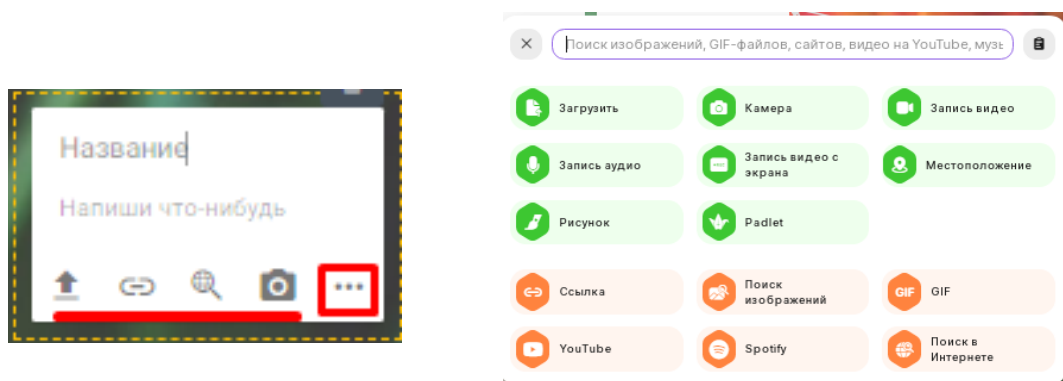 Название
Напиши что-нибудь
Поиск изображений, GIF-файлов, сайтов, видео на YouTube, музы
Загрузить
Камера
Запись видео
Запись аудио
Запись видео с
экрана
Местоположение
Рисунок
Padlet
Ссылка
Поиск
изображений
GIF
GIF
YouTube
Spotify
Поиск в
Интернете